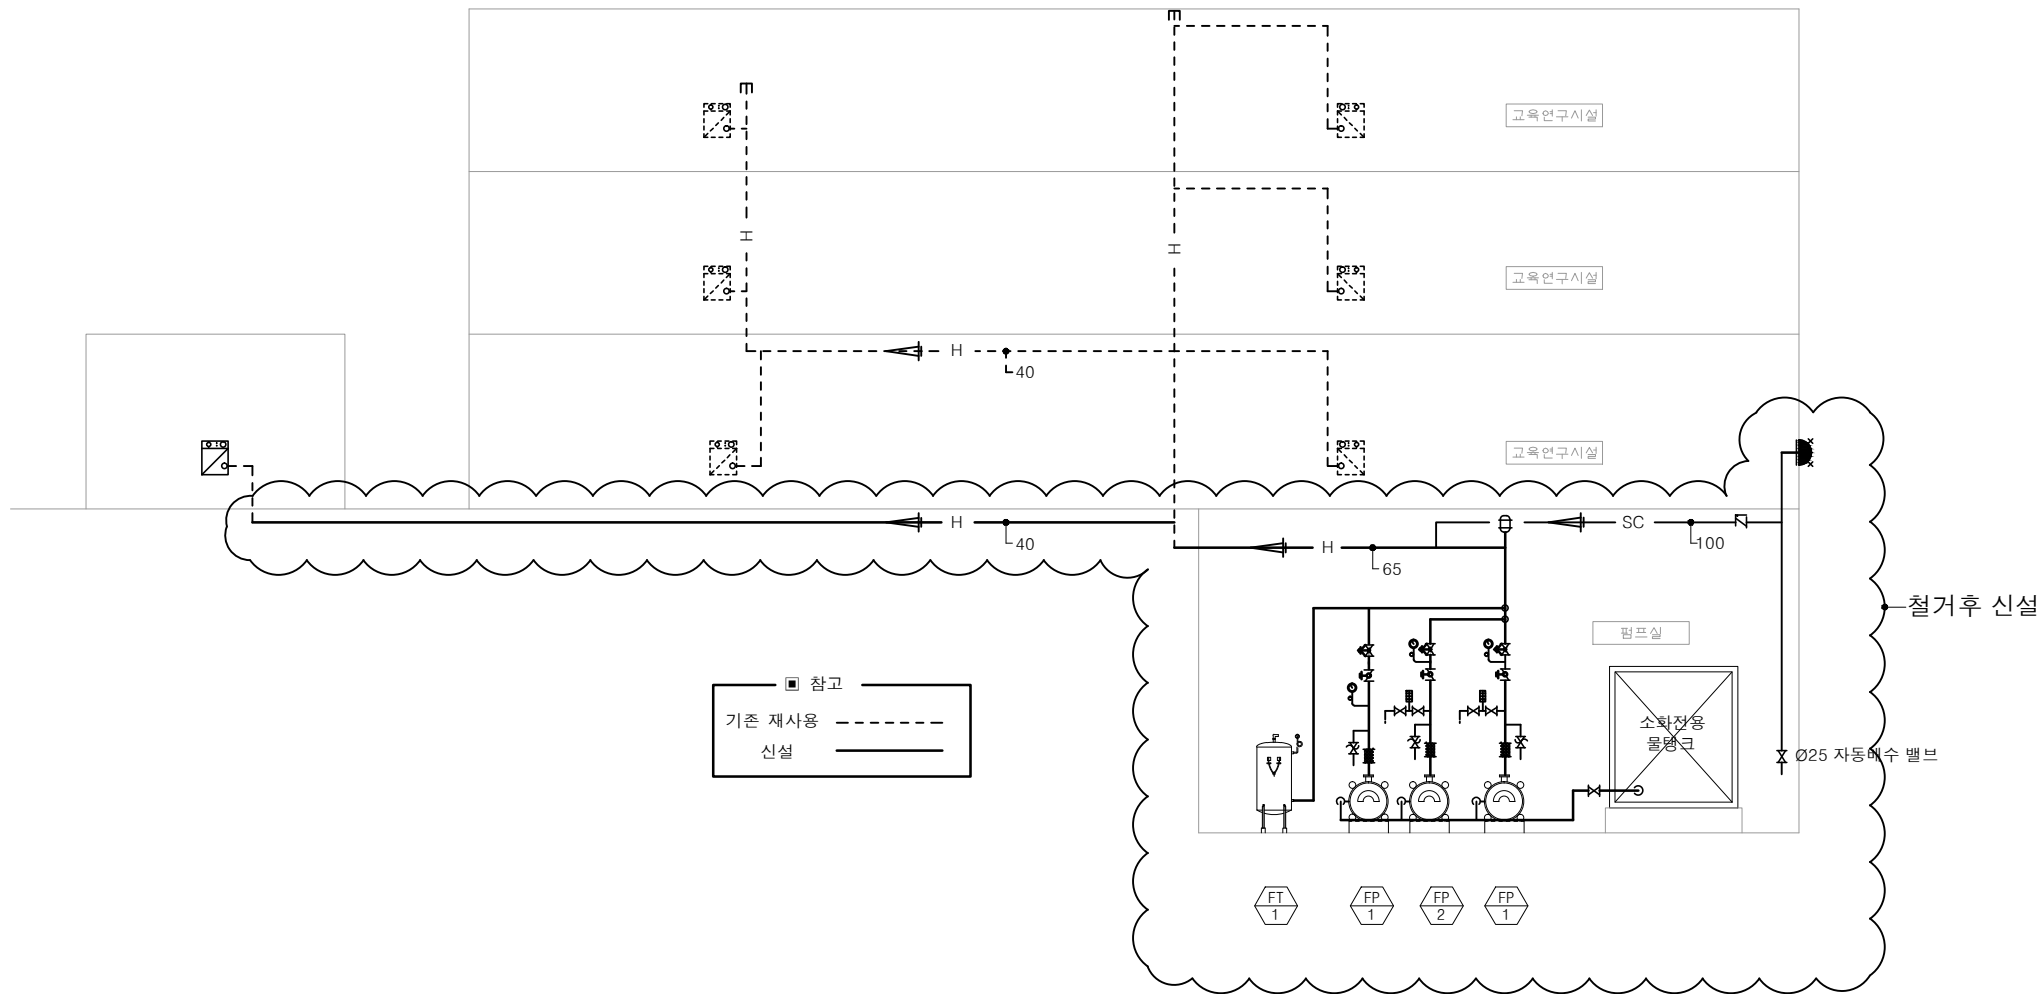 교육연구시설
H
H
교육연구시설
H
40
교육연구시설
H
40
SC
100
H
65
철거후 신설
펌프실
참고
기존 재사용
신설
소화전용
물탱크
Ø25 자동배수 밸브
FT
1
FP
1
FP
2
FP
1